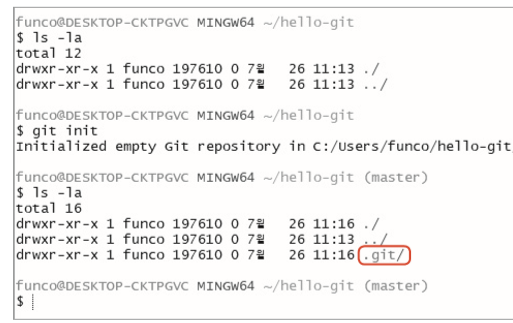 funco@DESKTOP-CKTPGVC MINGW64 ~/hello-git
$ ls -la
total 12
drwxr-xr-x 1 funco 197610 0 7월 26 11:13 ./
drwxr-xr-x 1 funco 197610 0 7월 26 11:13 ../
funco@DESKTOP-CKTPGVC MINGW64 ~/hello-git
$ git init
Initialized empty Git repository in C:/Users/funco/hello-git/
funco@DESKTOP-CKTPGVC MINGW64 ~/hello-git (master)
$ ls -la
total 16
drwxr-xr-x 1 funco 197610 0 7월 26 11:16 ./
drwxr-xr-x 1 funco 197610 0 7월 26 11:13 ../
drwxr-xr-x 1 funco 197610 0 7월 26 11:16 .git/
funco@DESKTOP-CKTPGVC MINGW64 ~/hello-git (master)
$